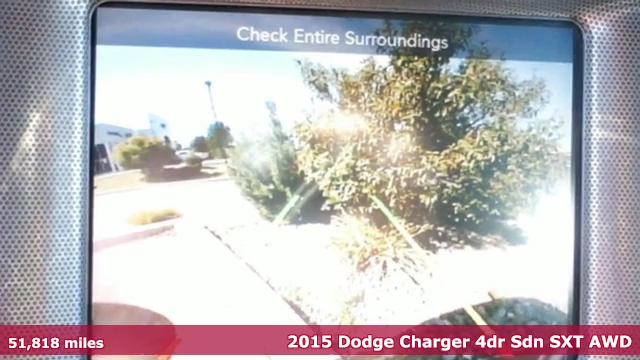 Check Entire Surroundings
51,818 miles
2015 Dodge Charger 4dr Sdn SXT AWD